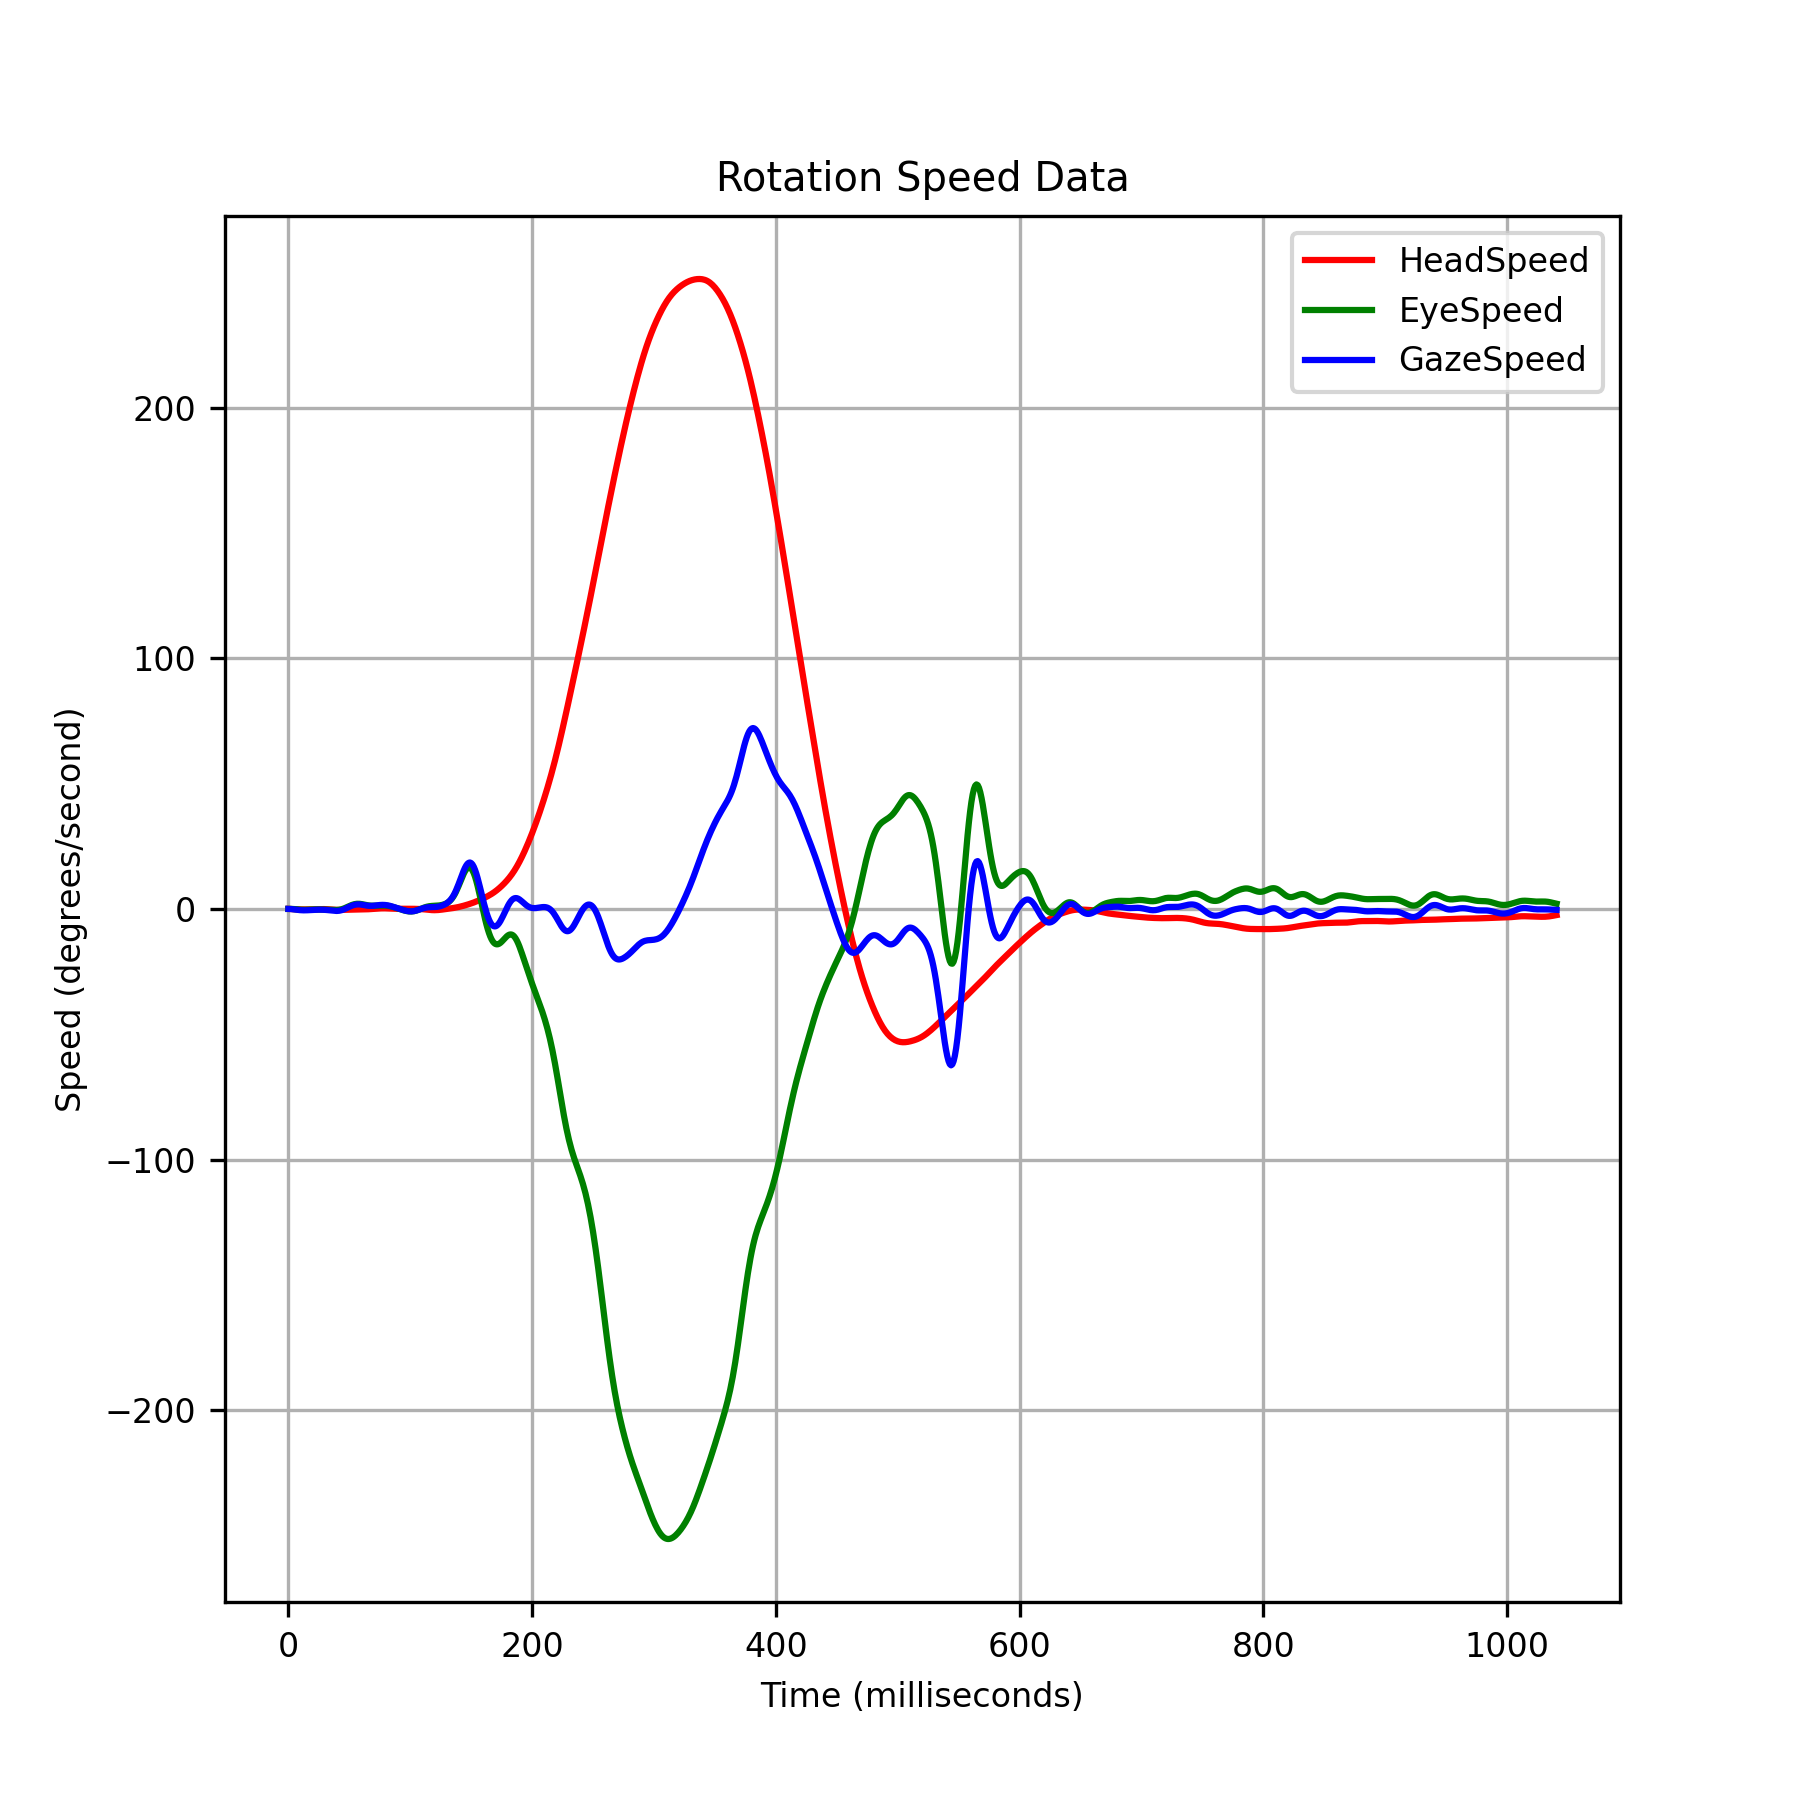 Rotation Speed Data
HeadSpeed
EyeSpeed
GazeSpeed
Speed (degrees/second)
200
100
0
−100
−200
0 200 400 600 800 1000
Time (milliseconds)